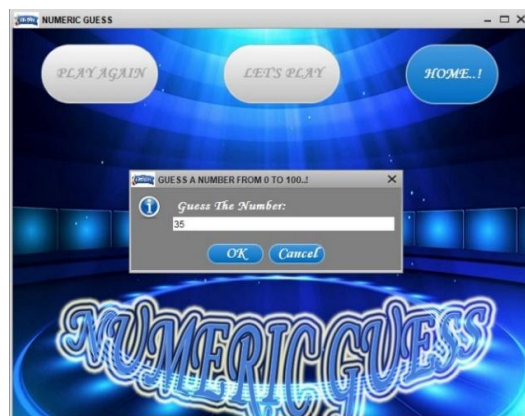 NUMERIC GUESS
PLAY AGAIN
LET'S PLAY
HOME..!
GUESS A NUMBER FROM 0 TO 100..!
Guess The Number:
35
OK
Cancel
NUMERIC GUESS